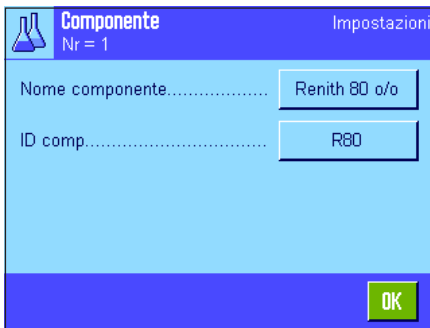 Componente
Impostazioni
Nr = 1
Nome componente.................. Renith 80 o/o
ID comp.................................. R80
OK